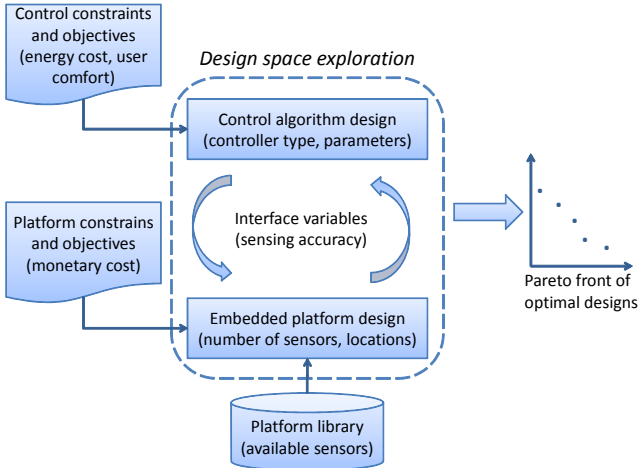 Control constraints
and objectives
(energy cost, user
comfort)
Design space exploration
Control algorithm design
(controller type, parameters)
Platform constrains
and objectives
(monetary cost)
Interface variables
(sensing accuracy)
Embedded platform design
(number of sensors, locations)
Pareto front of
optimal designs
Platform library
(available sensors)